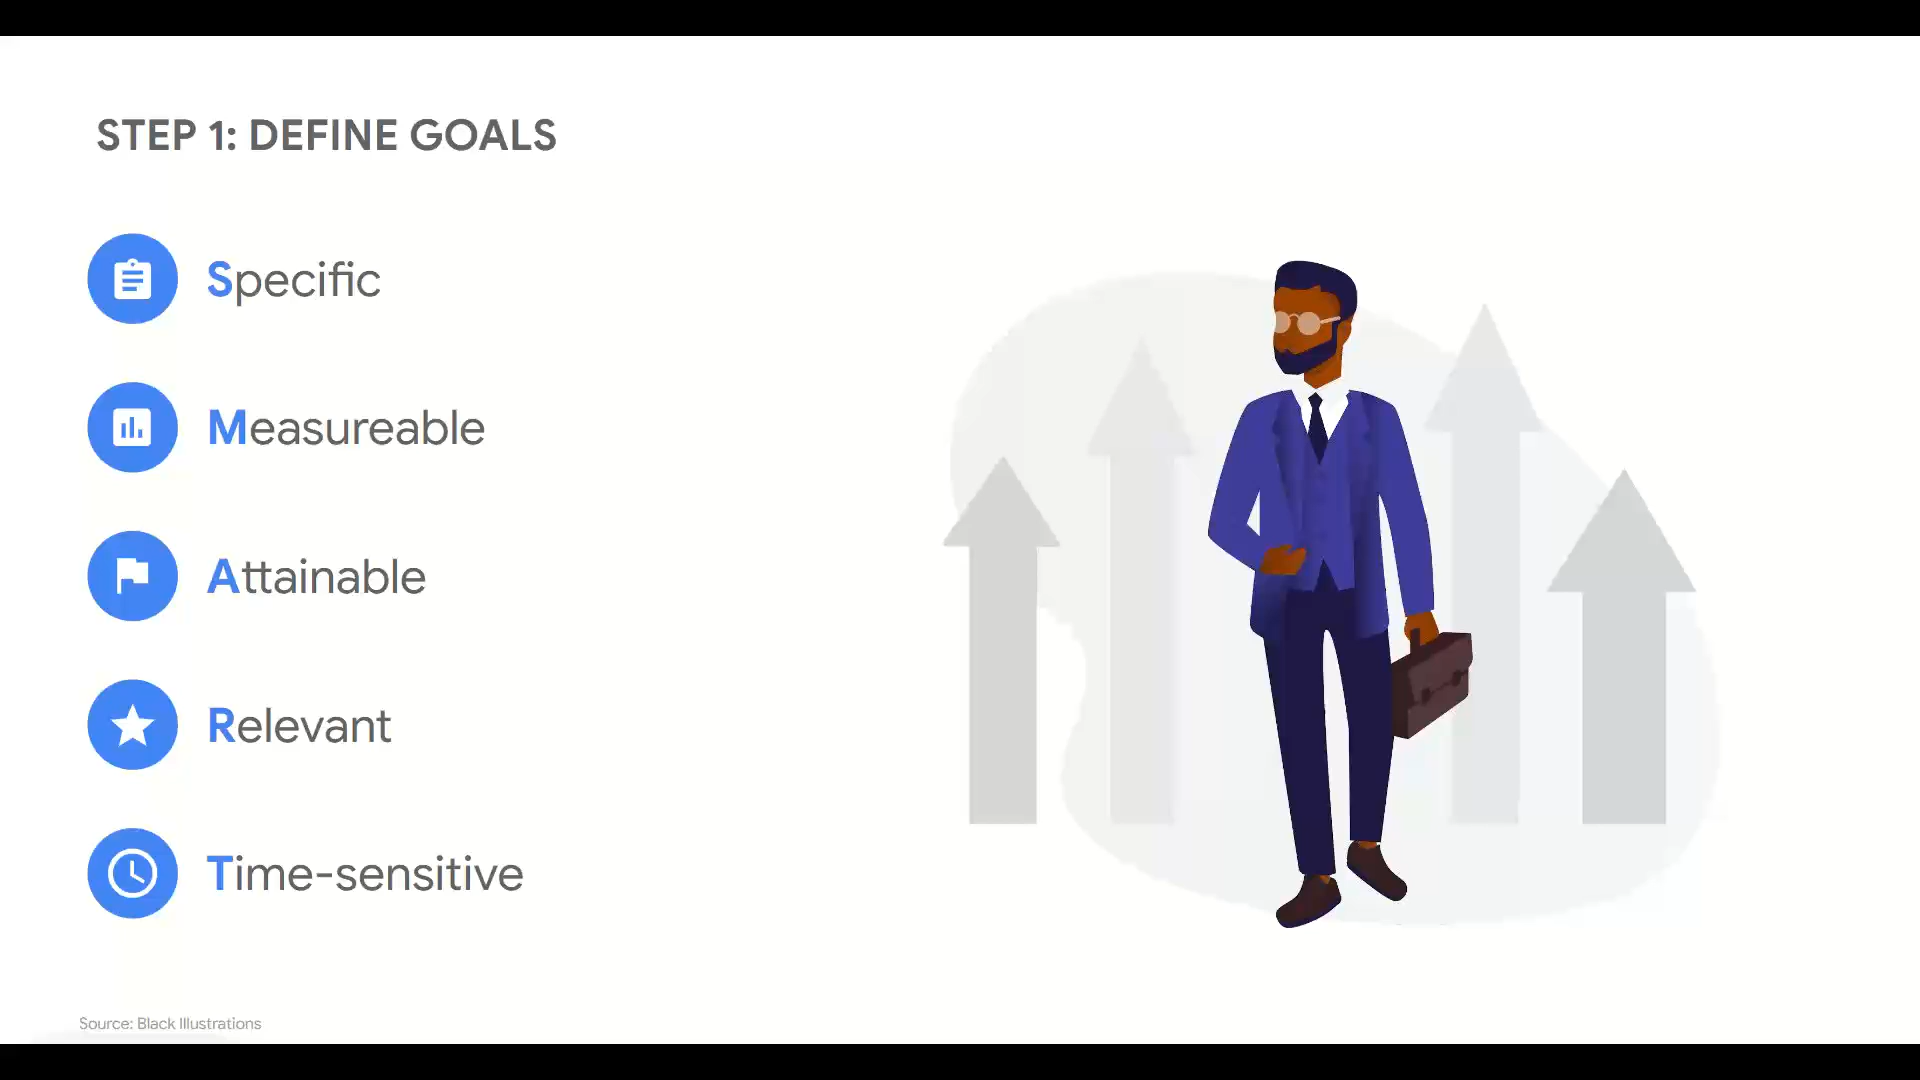 STEP 1: DEFINE GOALS
Specific
Measureable
Attainable
Relevant
Time-sensitive
Source: Black Illustrations